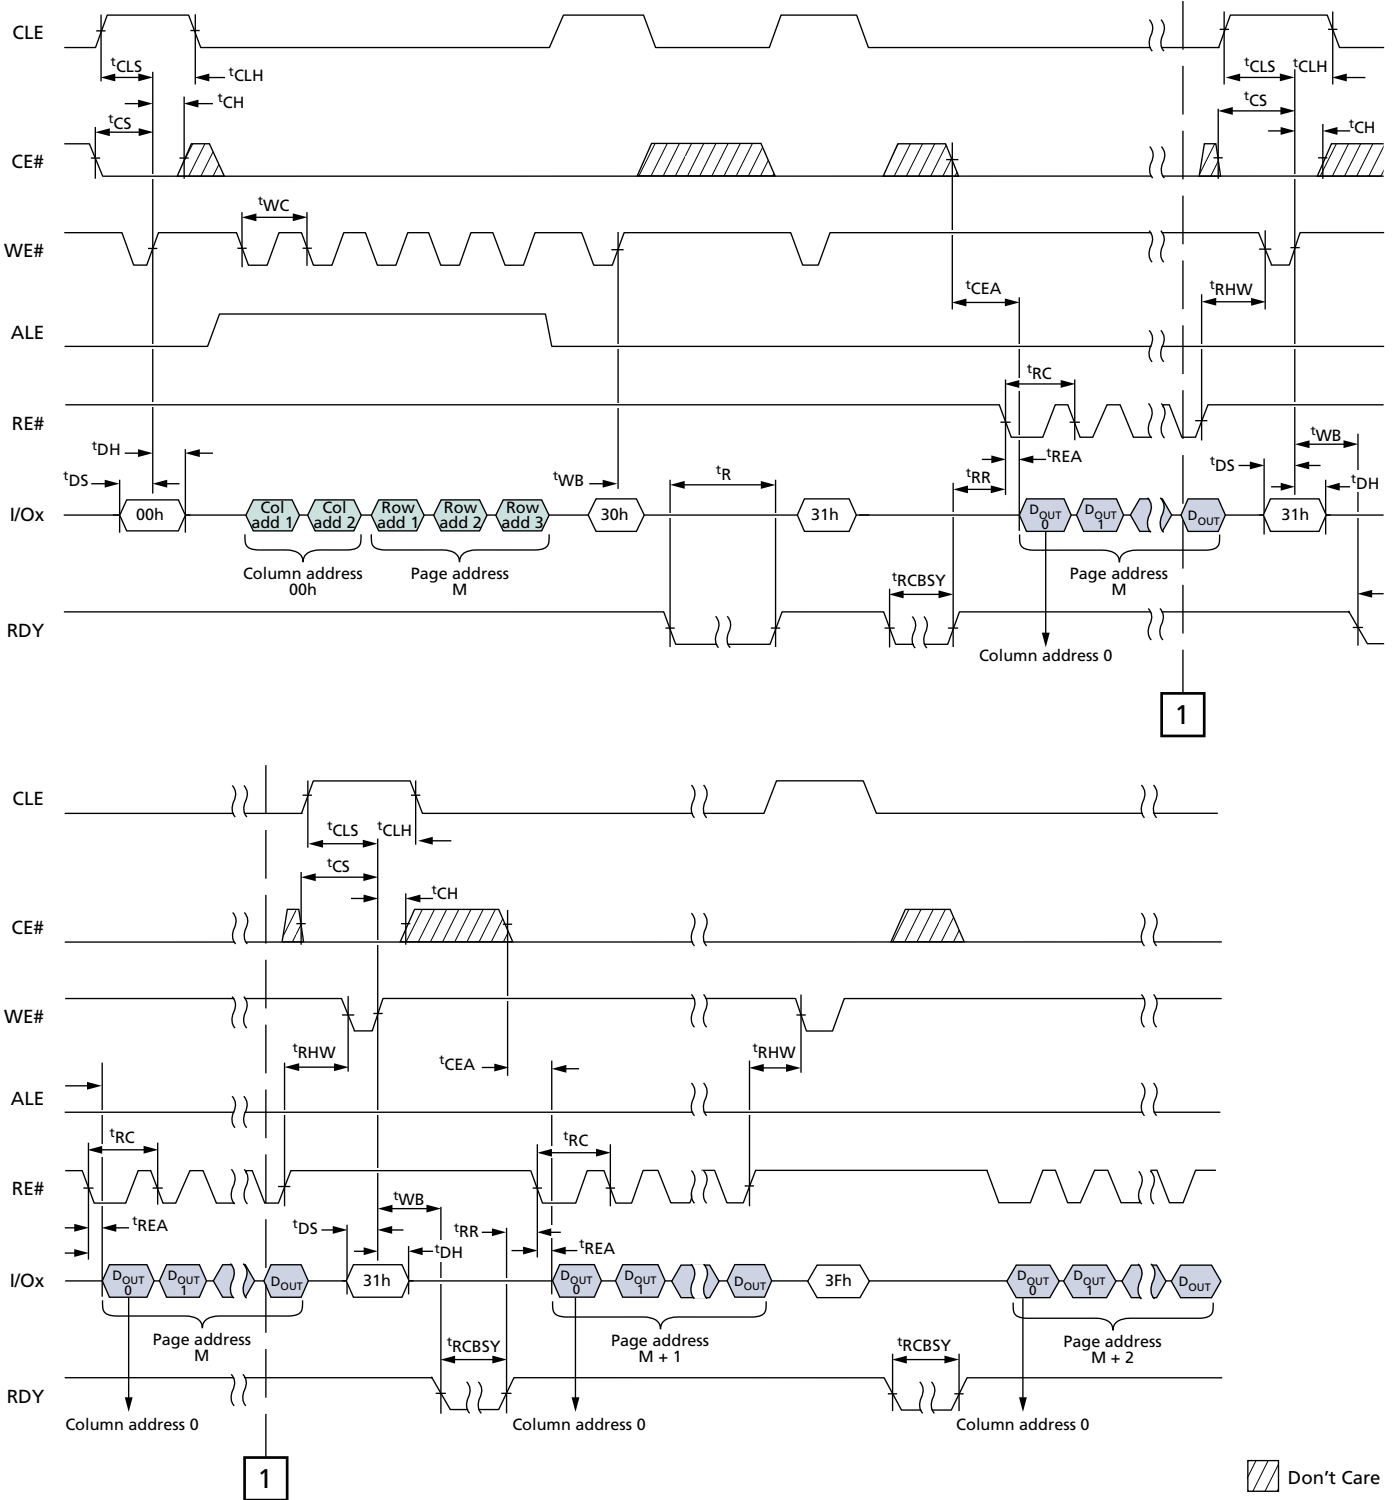 CLE
tCLS
tCLH
tCLS
tCLH
tCH
tCS
tCS
tCH
CE#
tWC
WE#
tCEA
tRHW
ALE
tRC
RE#
tDH
tREA
tWB
tDS
tWB
tR
tRR
tDS
tDH
I/Ox
00h
Col add 1
Col add 2
Row add 1
Row add 2
Row add 3
30h
31h
DOUT 0
DOUT 1
DOUT
31h
Column address 00h
Page address M
tRCBSY
Page address M
RDY
Column address 0
1
CLE
tCLS
tCLH
tCS
tCH
CE#
WE#
tRHW
tCEA
tRHW
ALE
tRC
tRC
RE#
tWB
tREA
tDS
tRR
tDH
tREA
I/Ox
DOUT 0
DOUT 1
DOUT
31h
DOUT 0
DOUT 1
DOUT
3Fh
DOUT 0
DOUT 1
DOUT
Page address M
tRCBSY
Page address M + 1
tRCBSY
Page address M + 2
RDY
Column address 0
Column address 0
Column address 0
1
Don't Care